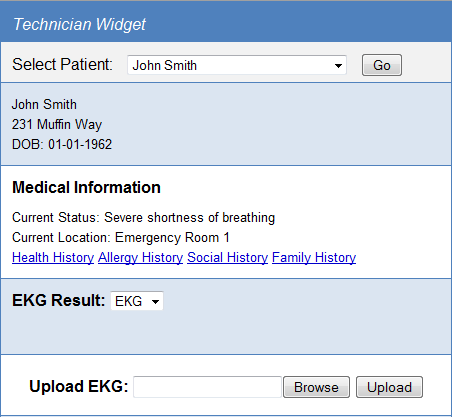 Technician Widget
Select Patient: John Smith Go
John Smith
231 Muffin Way
DOB: 01-01-1962
Medical Information
Current Status: Severe shortness of breathing
Current Location: Emergency Room 1
Health History Allergy History Social History Family History
EKG Result: EKG
Upload EKG: Browse Upload